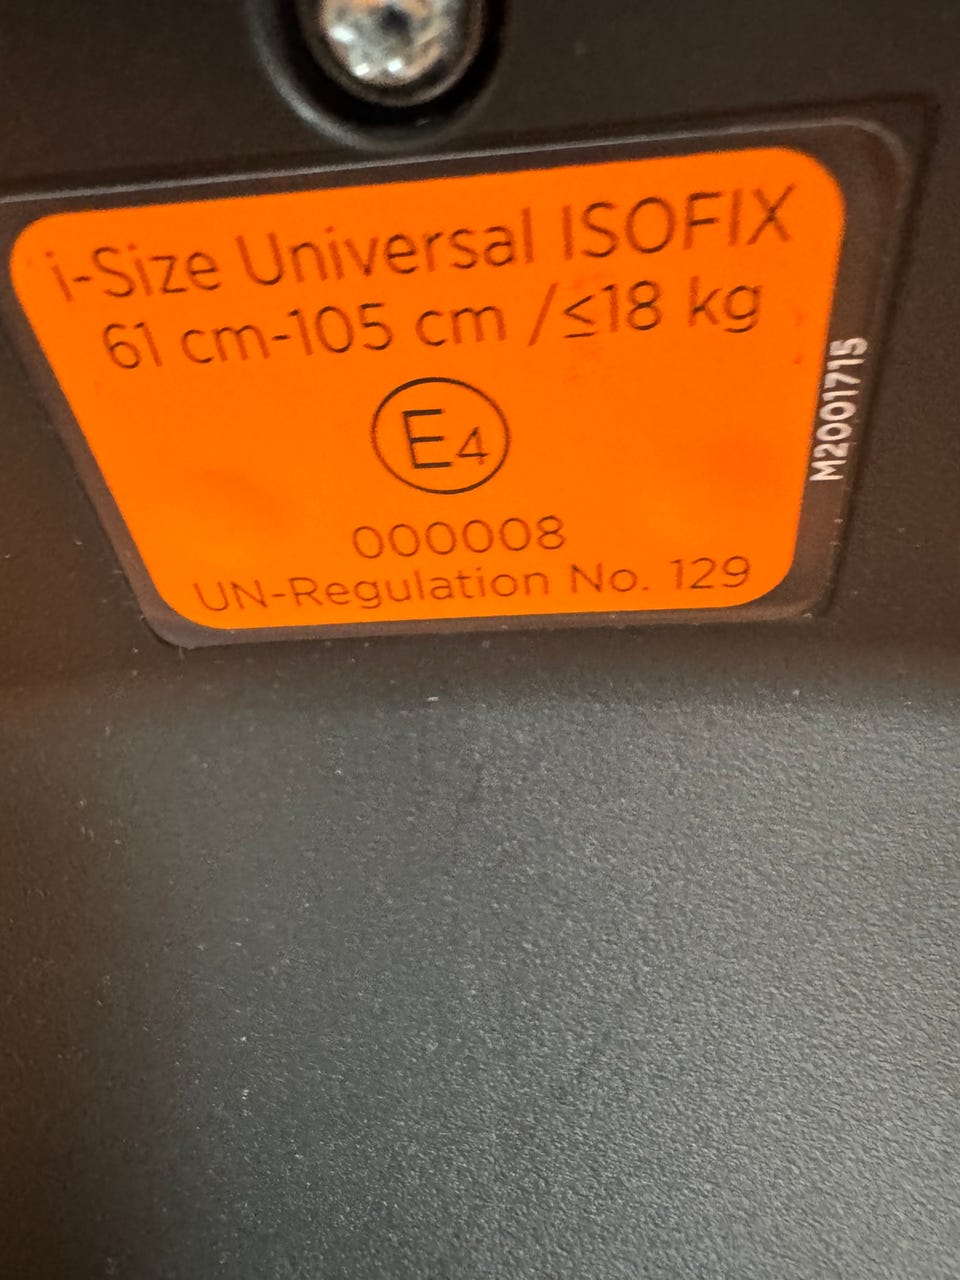 i-Size Universal ISOFIX
61 cm-105 cm /≤18 kg
E4
000008
UN-Regulation No. 129
M2001715